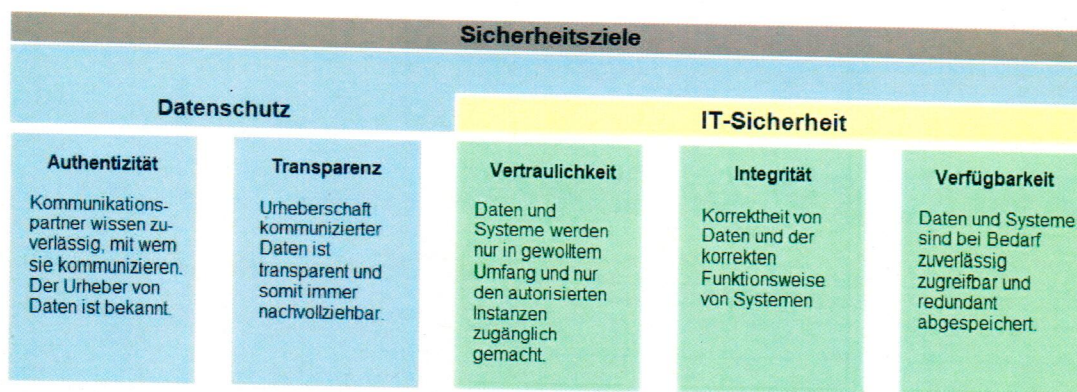 Sicherheitsziele
Datenschutz
IT-Sicherheit
Authentizität
Kommunikations-
partner wissen zu-
verlässig, mit wem
sie kommunizieren.
Der Urheber von
Daten ist bekannt.
Transparenz
Urheberschaft
kommunizierter
Daten ist
transparent und
somit immer
nachvollziehbar.
Vertraulichkeit
Daten und
Systeme werden
nur in gewolltem
Umfang und nur
den autorisierten
Instanzen
zugänglich
gemacht.
Integrität
Korrektheit von
Daten und der
korrekten
Funktionsweise
von Systemen
Verfügbarkeit
Daten und Systeme
sind bei Bedarf
zuverlässig
zugreifbar und
redundant
abgespeichert.